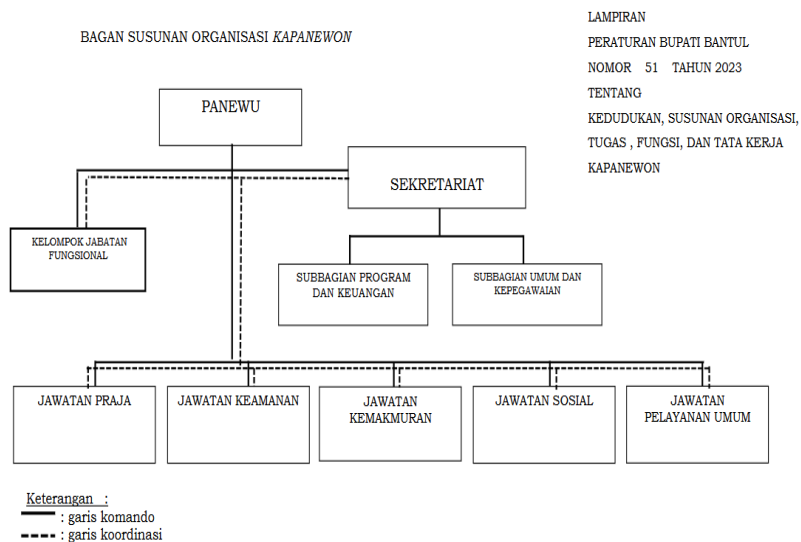 BAGAN SUSUNAN ORGANISASI KAPANEWON
LAMPIRAN
PERATURAN BUPATI BANTUL
NOMOR 51 TAHUN 2023
TENTANG
KEDUDUKAN, SUSUNAN ORGANISASI,
TUGAS , FUNGSI, DAN TATA KERJA
KAPANEWON
PANEWU
SEKRETARIAT
KELOMPOK JABATAN
FUNGSIONAL
SUBBAGIAN PROGRAM
DAN KEUANGAN
SUBBAGIAN UMUM DAN
KEPEGAWAIAN
JAWATAN PRAJA
JAWATAN KEAMANAN
JAWATAN
KEMAKMURAN
JAWATAN SOSIAL
JAWATAN
PELAYANAN UMUM
Keterangan :
: garis komando
: garis koordinasi